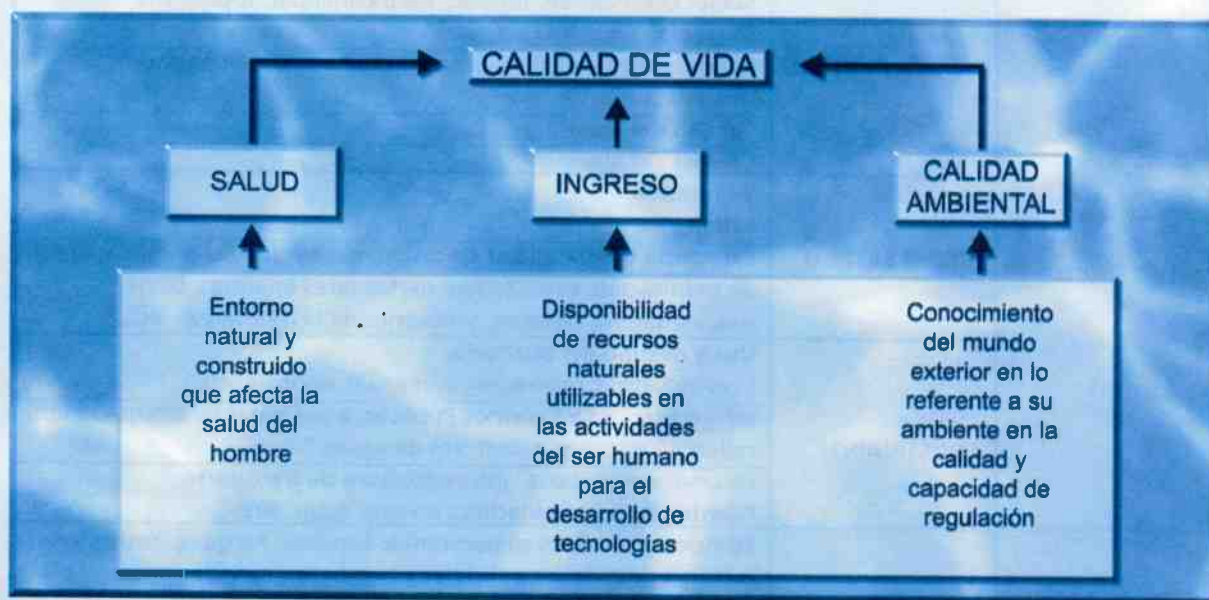 CALIDAD DE VIDA
SALUD
INGRESO
CALIDAD
AMBIENTAL
Entorno
natural y
construido
que afecta la
salud del
hombre
Disponibilidad
de recursos
naturales
utilizables en
las actividades
del ser humano
para el
desarrollo de
tecnologías
Conocimiento
del mundo
exterior en lo
referente a su
ambiente en la
calidad y
capacidad de
regulación